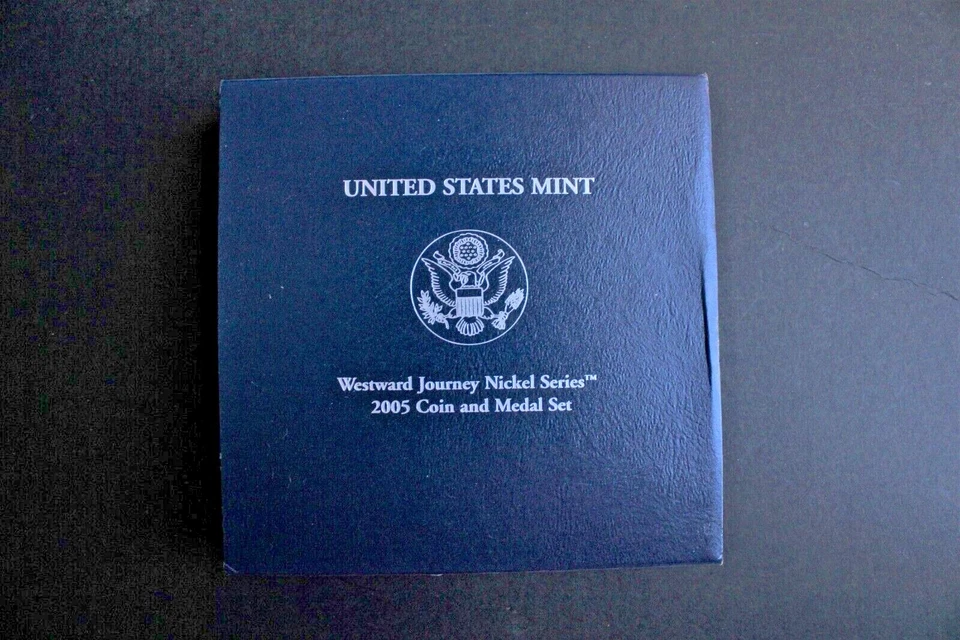 UNITED STATES MINT
Westward Journey Nickel Series™
2005 Coin and Medal Set